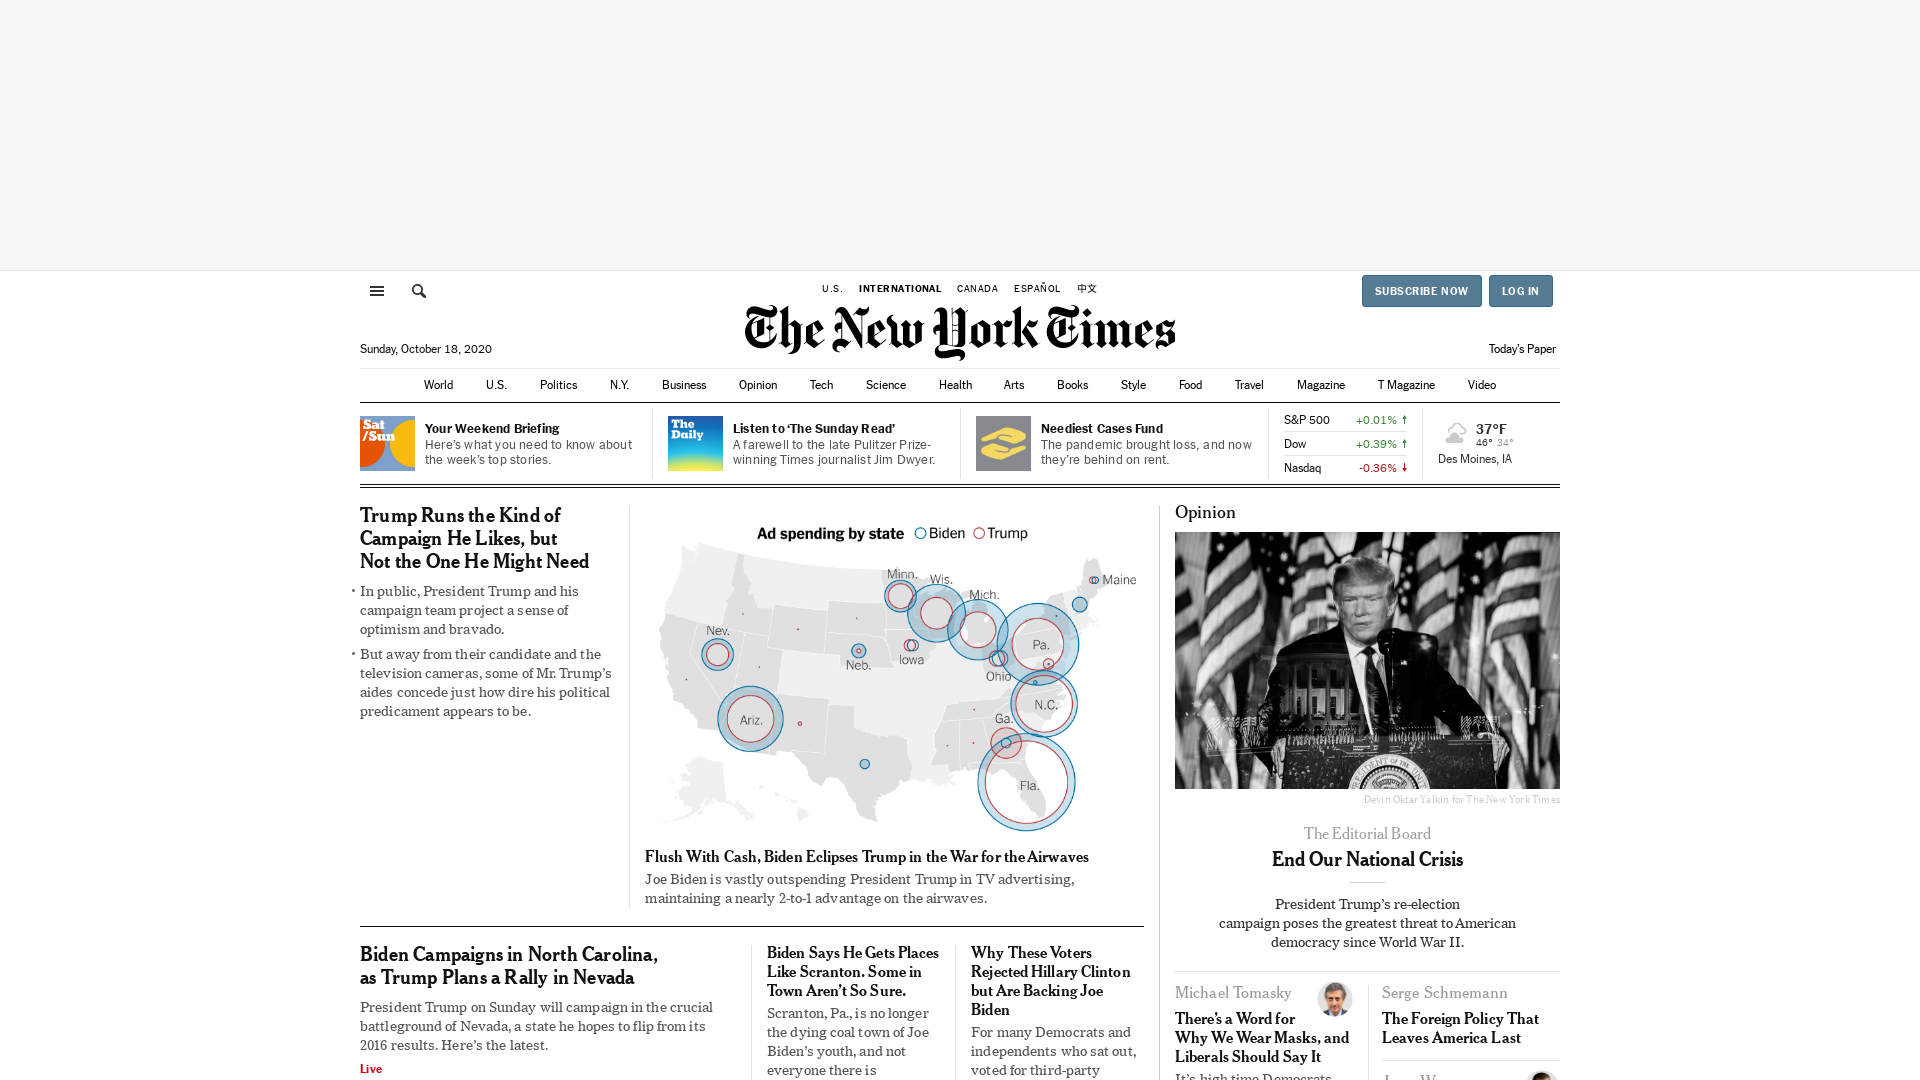 U.S.
INTERNATIONAL
CANADA
ESPAÑOL
中文
SUBSCRIBE NOW
LOG IN
The New York Times
Sunday, October 18, 2020
Today's Paper
World U.S. Politics N.Y. Business Opinion Tech Science Health Arts Books Style Food Travel Magazine T Magazine Video
Sat
/Sun
Your Weekend Briefing
Here's what you need to know about
the week's top stories.
The
Daily
Listen to ‘The Sunday Read’
A farewell to the late Pulitzer Prize-
winning Times journalist Jim Dwyer.
Neediest Cases Fund
The pandemic brought loss, and now
they're behind on rent.
S&P 500 +0.01%
Dow +0.39%
Nasdaq -0.36%
37°F
46° 34°
Des Moines, IA
Trump Runs the Kind of
Campaign He Likes, but
Not the One He Might Need
• In public, President Trump and his
campaign team project a sense of
optimism and bravado.
• But away from their candidate and the
television cameras, some of Mr. Trump's
aides concede just how dire his political
predicament appears to be.
Ad spending by state Biden Trump
Minn.
Wis.
Mich.
Maine
Nev.
Neb.
Iowa
Ohio
Pa.
Ariz.
N.C.
Ga.
Fla.
Flush With Cash, Biden Eclipses Trump in the War for the Airwaves
Joe Biden is vastly outspending President Trump in TV advertising,
maintaining a nearly 2-to-1 advantage on the airwaves.
Biden Campaigns in North Carolina,
as Trump Plans a Rally in Nevada
President Trump on Sunday will campaign in the crucial
battleground of Nevada, a state he hopes to flip from its
2016 results. Here's the latest.
Live
Biden Says He Gets Places
Like Scranton. Some in
Town Aren't So Sure.
Scranton, Pa., is no longer
the dying coal town of Joe
Biden's youth, and not
everyone there is
Why These Voters
Rejected Hillary Clinton
but Are Backing Joe
Biden
For many Democrats and
independents who sat out,
voted for third-party
Opinion
Devin Oktar Yalkin for The New York Times
The Editorial Board
End Our National Crisis
President Trump's re-election
campaign poses the greatest threat to American
democracy since World War II.
Michael Tomasky
There's a Word for
Why We Wear Masks, and
Liberals Should Say It
It's high time Democrats
Serge Schmemann
The Foreign Policy That
Leaves America Last